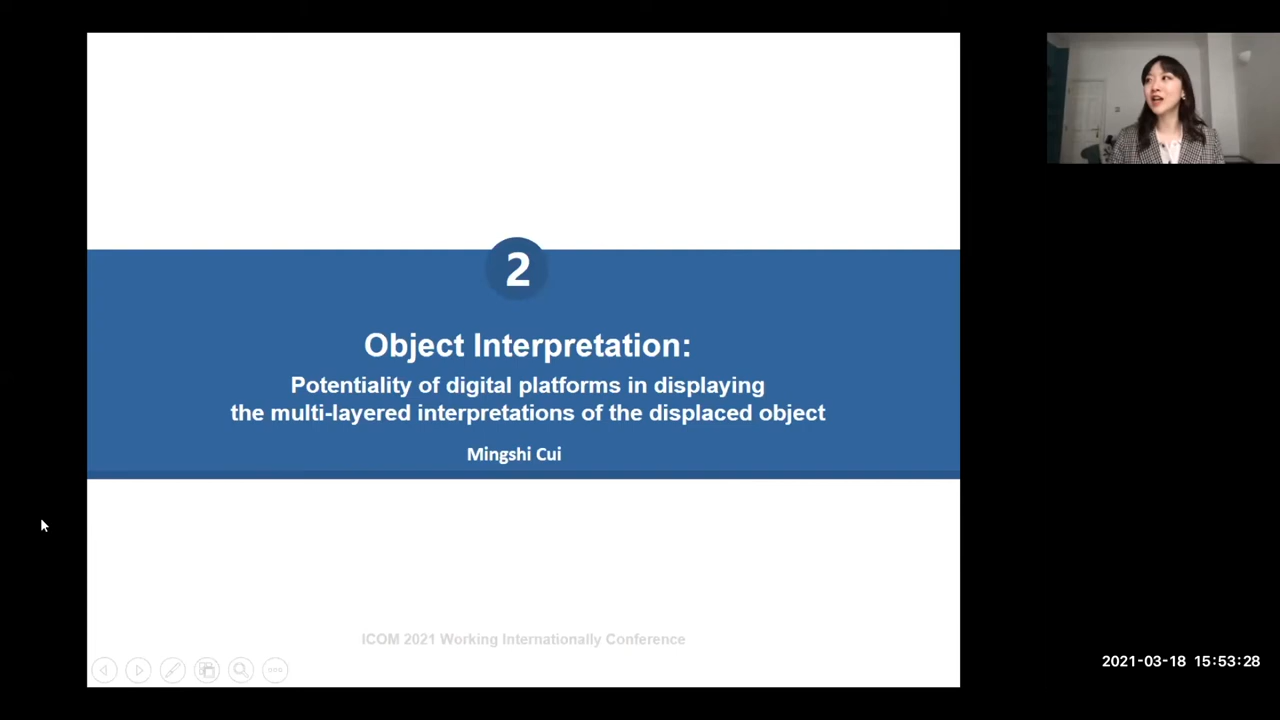 2
Object Interpretation:
Potentiality of digital platforms in displaying
the multi-layered interpretations of the displaced object
Mingshi Cui
ICOM 2021 Working Internationally Conference
2021-03-18 15:53:28